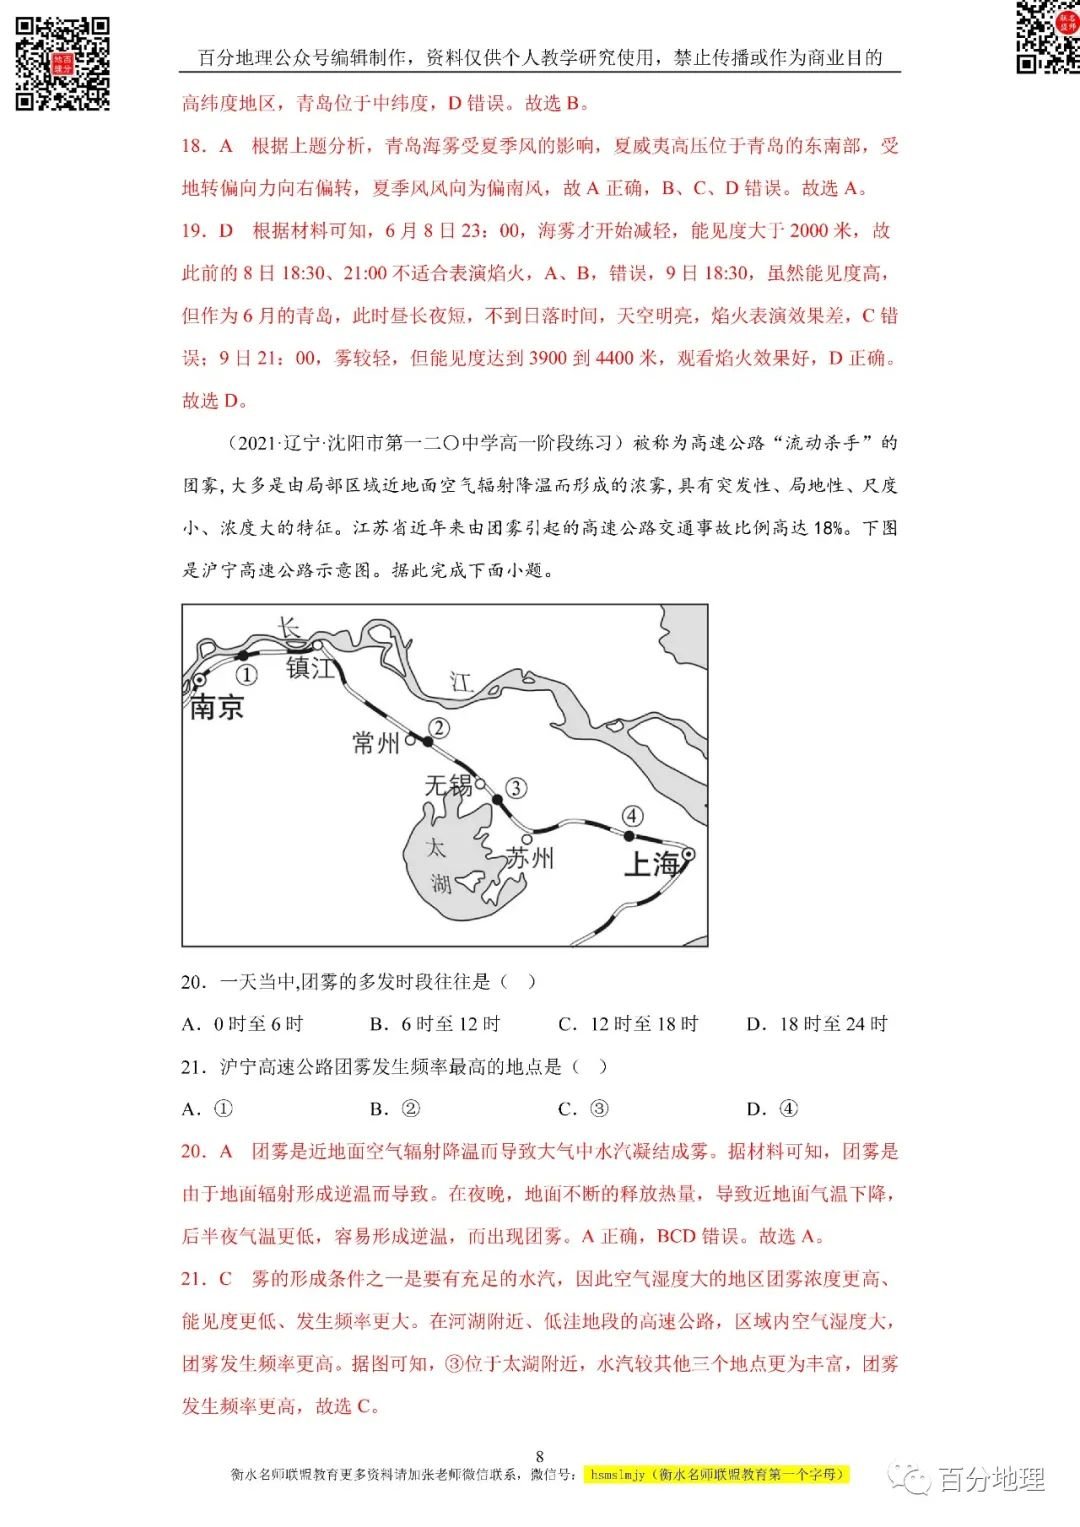 百分地理公众号编辑制作，资料仅供个人教学研究使用，禁止传播或作为商业目的
高纬度地区，青岛位于中纬度，D 错误。故选 B。
18．A　根据上题分析，青岛海雾受夏季风的影响，夏威夷高压位于青岛的东南部，受
地转偏向力向右偏转，夏季风风向为偏南风，故 A 正确，B、C、D 错误。故选 A。
19．D　根据材料可知，6 月 8 日 23：00，海雾才开始减轻，能见度大于 2000 米，故
此前的 8 日 18:30、21:00 不适合表演焰火，A、B，错误，9 日 18:30，虽然能见度高，
但作为 6 月的青岛，此时昼长夜短，不到日落时间，天空明亮，焰火表演效果差，C 错
误；9 日 21：00，雾较轻，但能见度达到 3900 到 4400 米，观看焰火效果好，D 正确。
故选 D。
（2021·辽宁·沈阳市第一二〇中学高一阶段练习）被称为高速公路“流动杀手”的
团雾，大多是由局部区域近地面空气辐射降温而形成的浓雾，具有突发性、局地性、尺度
小、浓度大的特征。江苏省近年来由团雾引起的高速公路交通事故比例高达 18%。下图
是沪宁高速公路示意图。据此完成下面小题。
长
江
镇江
①
南京
②
常州
无锡
③
④
太
湖
苏州
上海
20．一天当中,团雾的多发时段往往是（　）
A．0 时至 6 时　B．6 时至 12 时　C．12 时至 18 时　D．18 时至 24 时
21．沪宁高速公路团雾发生频率最高的地点是（　）
A．①　B．②　C．③　D．④
20．A　团雾是近地面空气辐射降温而导致大气中水汽凝结成雾。据材料可知，团雾是
由于地面辐射形成逆温而导致。在夜晚，地面不断的释放热量，导致近地面气温下降，
后半夜气温更低，容易形成逆温，而出现团雾。A 正确，BCD 错误。故选 A。
21．C　雾的形成条件之一是要有充足的水汽，因此空气湿度大的地区团雾浓度更高、
能见度更低、发生频率更大。在河湖附近、低洼地段的高速公路，区域内空气湿度大，
团雾发生频率更高。据图可知，③位于太湖附近，水汽较其他三个地点更为丰富，团雾
发生频率更高，故选 C。
8
衡水名师联盟教育更多资料请加张老师微信联系，微信号： hsmslmjy（衡水名师联盟教育第一个字母）
百分地理